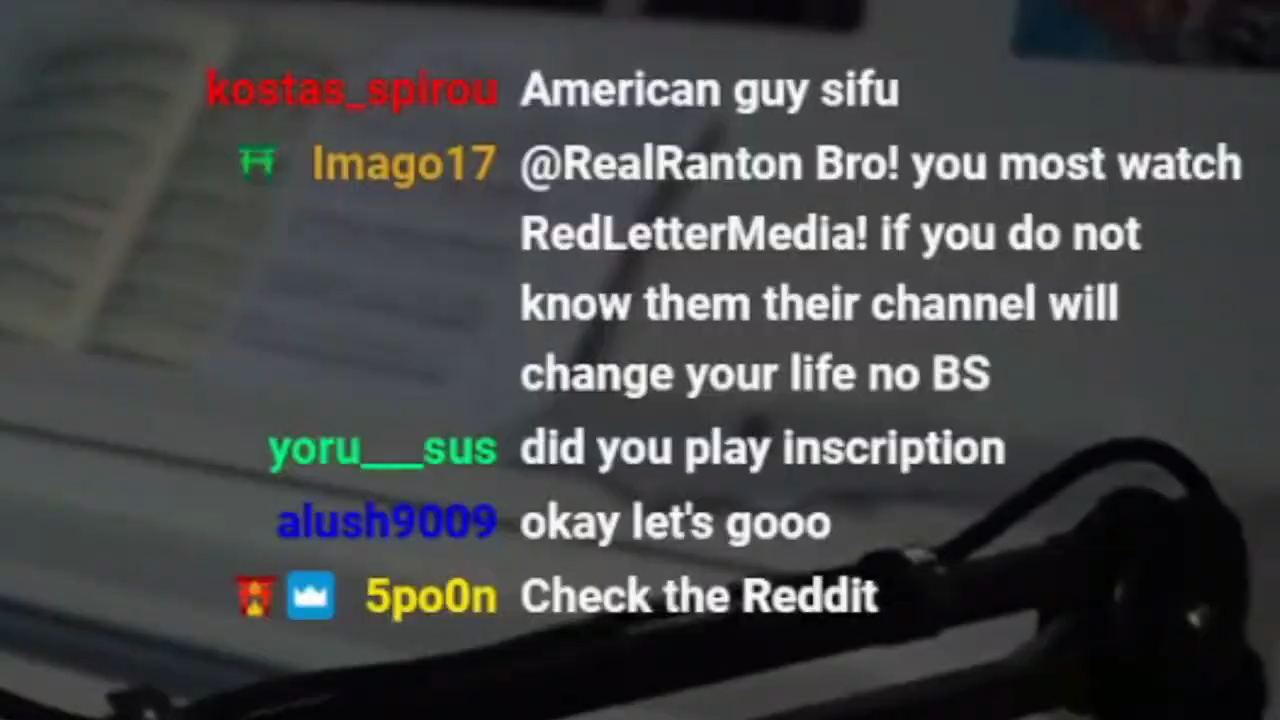 kostas_spirou American guy sifu
Imago17 @RealRanton Bro! you most watch
RedLetterMedia! if you do not
know them their channel will
change your life no BS
yoru___sus did you play inscription
alush9009 okay let's gooo
5po0n Check the Reddit